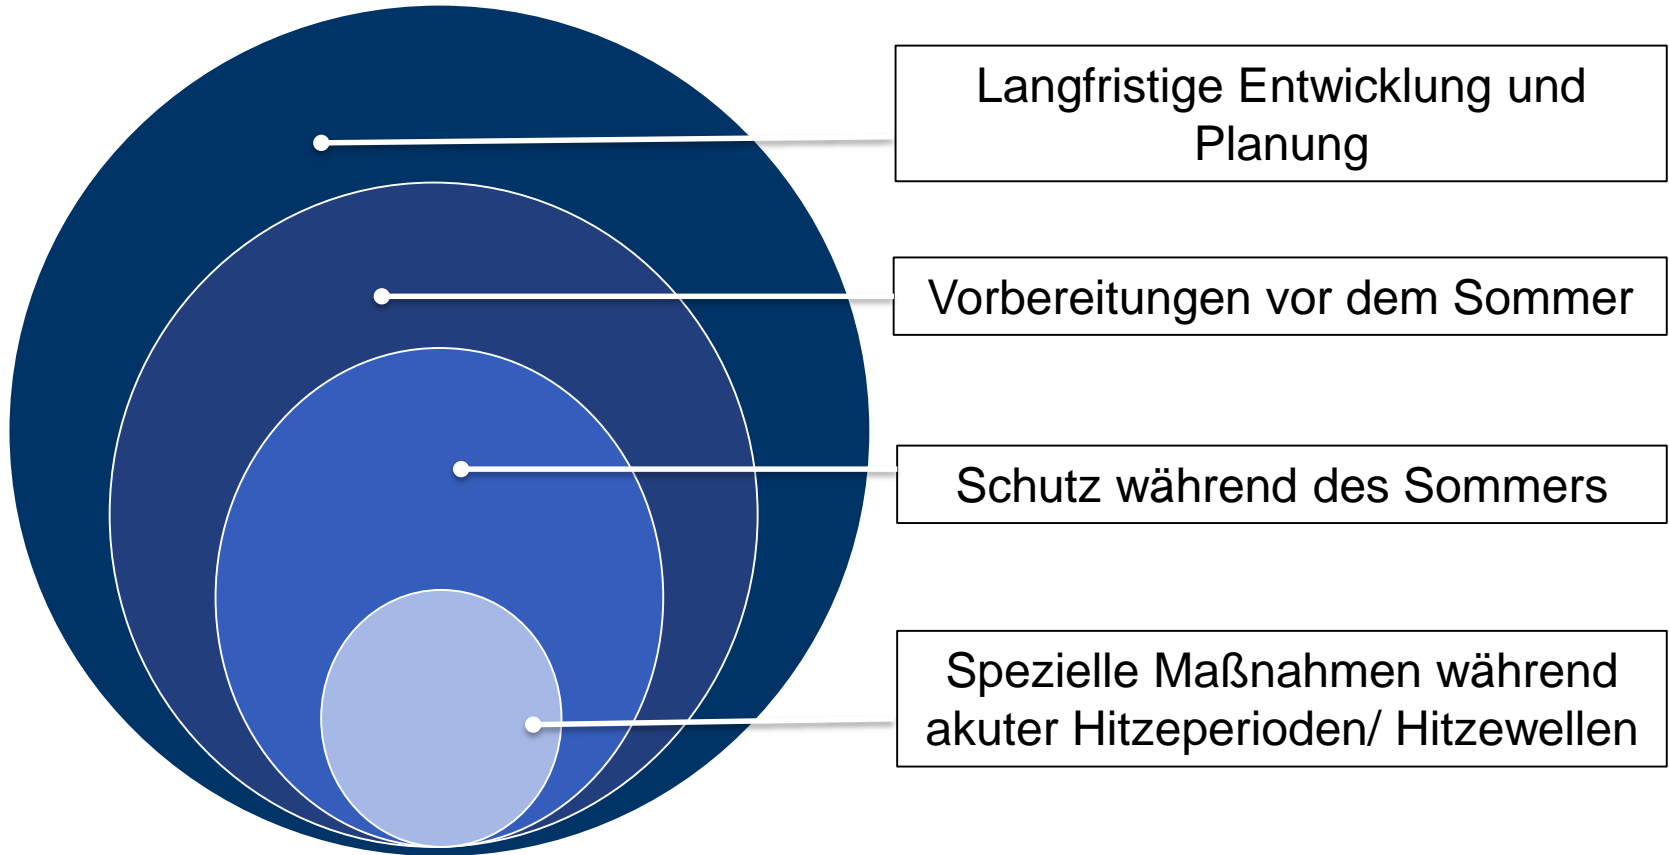 Langfristige Entwicklung und
Planung
Vorbereitungen vor dem Sommer
Schutz während des Sommers
Spezielle Maßnahmen während
akuter Hitzeperioden/ Hitzewellen